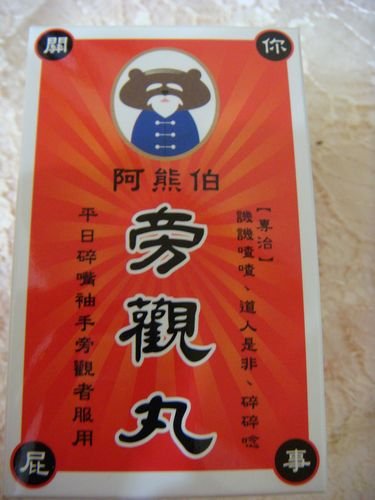 關 你
阿熊伯
【專治】
譏譏喳喳、道人是非、碎碎唸
旁觀丸
平日碎嘴袖手旁觀者服用
屁 事